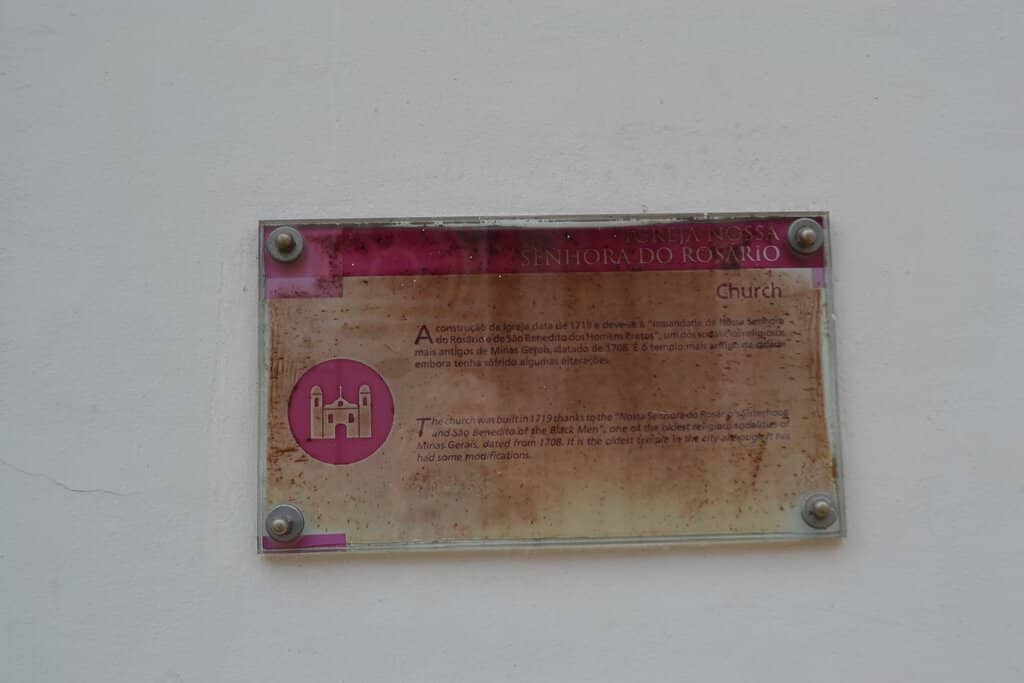 IGREJA NOSSA
SENHORA DO ROSÁRIO
Church
A construção da Igreja data de 1719 e deve-se à "Irmandade de Nossa Senhora
do Rosário e de São Benedito dos Homens Pretos", um dos sodalícios religiosos
mais antigos de Minas Gerais, datado de 1708. É o templo mais antigo da cidade
embora tenha sofrido algumas alterações.
The church was built in 1719 thanks to the "Nossa Senhora do Rosário's Sisterhood
and São Benedito of the Black Men", one of the oldest religious sodalities of
Minas Gerais, dated from 1708. It is the oldest temple in the city although it has
had some modifications.